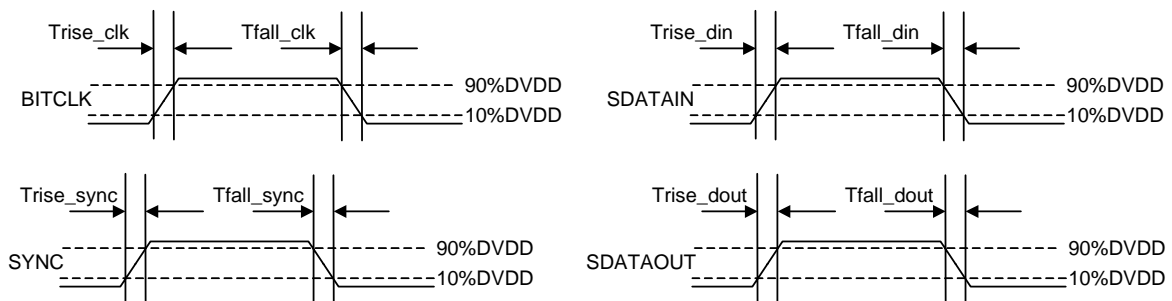 Trise_clk Tfall_clk
90%DVDD
BITCLK
10%DVDD
Trise_din Tfall_din
90%DVDD
SDATAIN
10%DVDD
Trise_sync Tfall_sync
90%DVDD
SYNC
10%DVDD
Trise_dout Tfall_dout
90%DVDD
SDATAOUT
10%DVDD